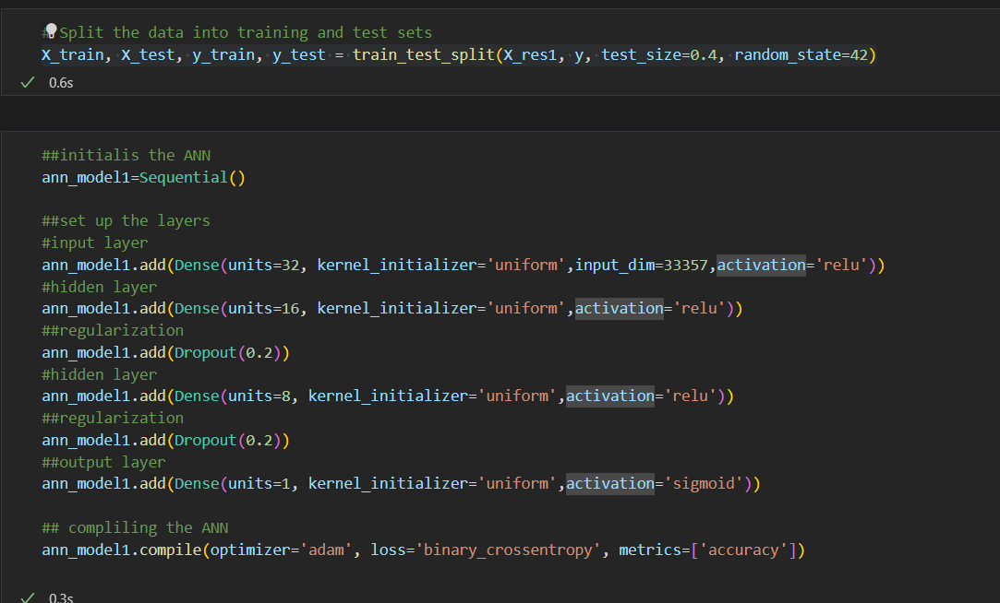 # Split the data into training and test sets
X_train, X_test, y_train, y_test = train_test_split(X_res1, y, test_size=0.4, random_state=42)
0.6s
##initialis the ANN
ann_model1=Sequential()
##set up the layers
#input layer
ann_model1.add(Dense(units=32, kernel_initializer='uniform',input_dim=33357,activation='relu'))
#hidden layer
ann_model1.add(Dense(units=16, kernel_initializer='uniform',activation='relu'))
##regularization
ann_model1.add(Dropout(0.2))
#hidden layer
ann_model1.add(Dense(units=8, kernel_initializer='uniform',activation='relu'))
##regularization
ann_model1.add(Dropout(0.2))
##output layer
ann_model1.add(Dense(units=1, kernel_initializer='uniform',activation='sigmoid'))
## compliling the ANN
ann_model1.compile(optimizer='adam', loss='binary_crossentropy', metrics=['accuracy'])
0.3s